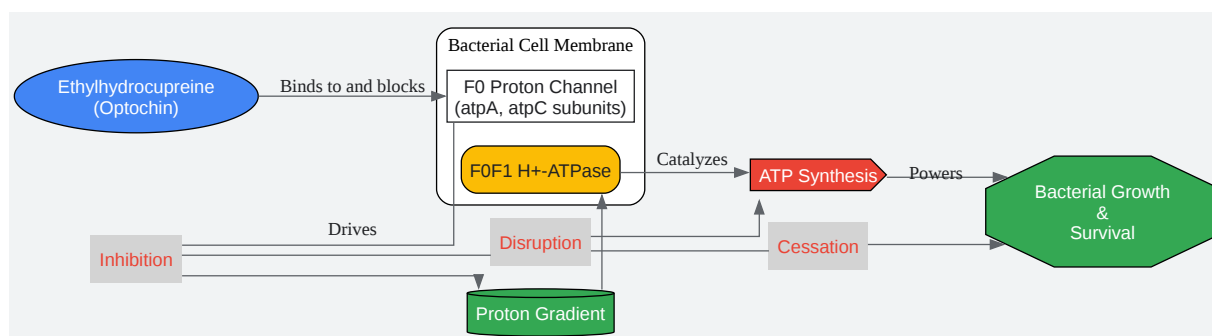 Bacterial Cell Membrane
Ethylhydrocupreine
(Optochin)
Binds to and blocks
F0 Proton Channel
(atpA, atpC subunits)
F0F1 H+-ATPase
Catalyzes
ATP Synthesis
Powers
Bacterial Growth
&
Survival
Drives
Inhibition
Disruption
Cessation
Proton Gradient